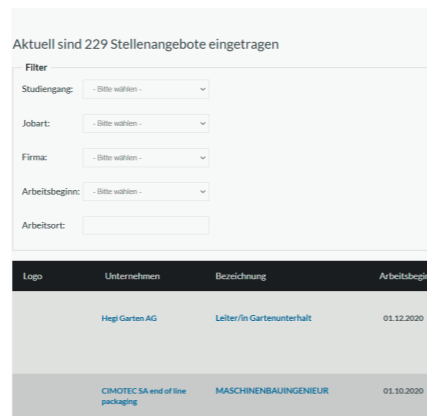 Aktuell sind 229 Stellenangebote eingetragen
Filter
Studiengang: - Bitte wählen -
Jobart: - Bitte wählen -
Firma: - Bitte wählen -
Arbeitsbeginn: - Bitte wählen -
Arbeitsort:
Logo Unternehmen Bezeichnung Arbeitsbegin
Hegi Garten AG Leiter/in Gartenunterhalt 01.12.2020
CIMOTEC SA end of line MASCHINENBAUINGENIEUR 01.10.2020
packaging